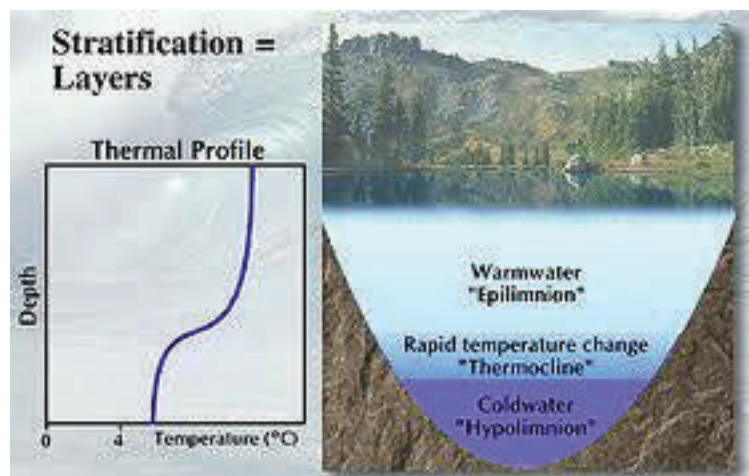 Stratification =
Layers
Thermal Profile
Depth
0
4
Temperature (°C)
Warmwater
"Epilimnion"
Rapid temperature change
"Thermocline"
Coldwater
"Hypolimnion"